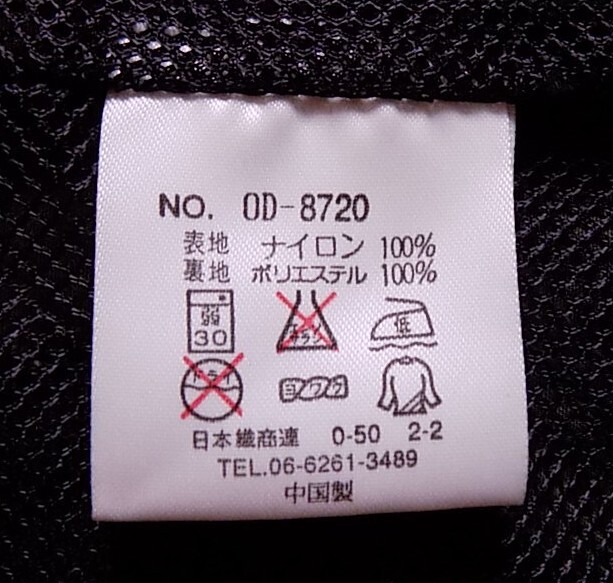 NO. OD-8720
表地 ナイロン 100%
裏地 ポリエステル 100%
弱
30
エンソ
サラシ
低
ドライ
ヨワク
日本繊商連 0-50 2-2
TEL.06-6261-3489
中国製